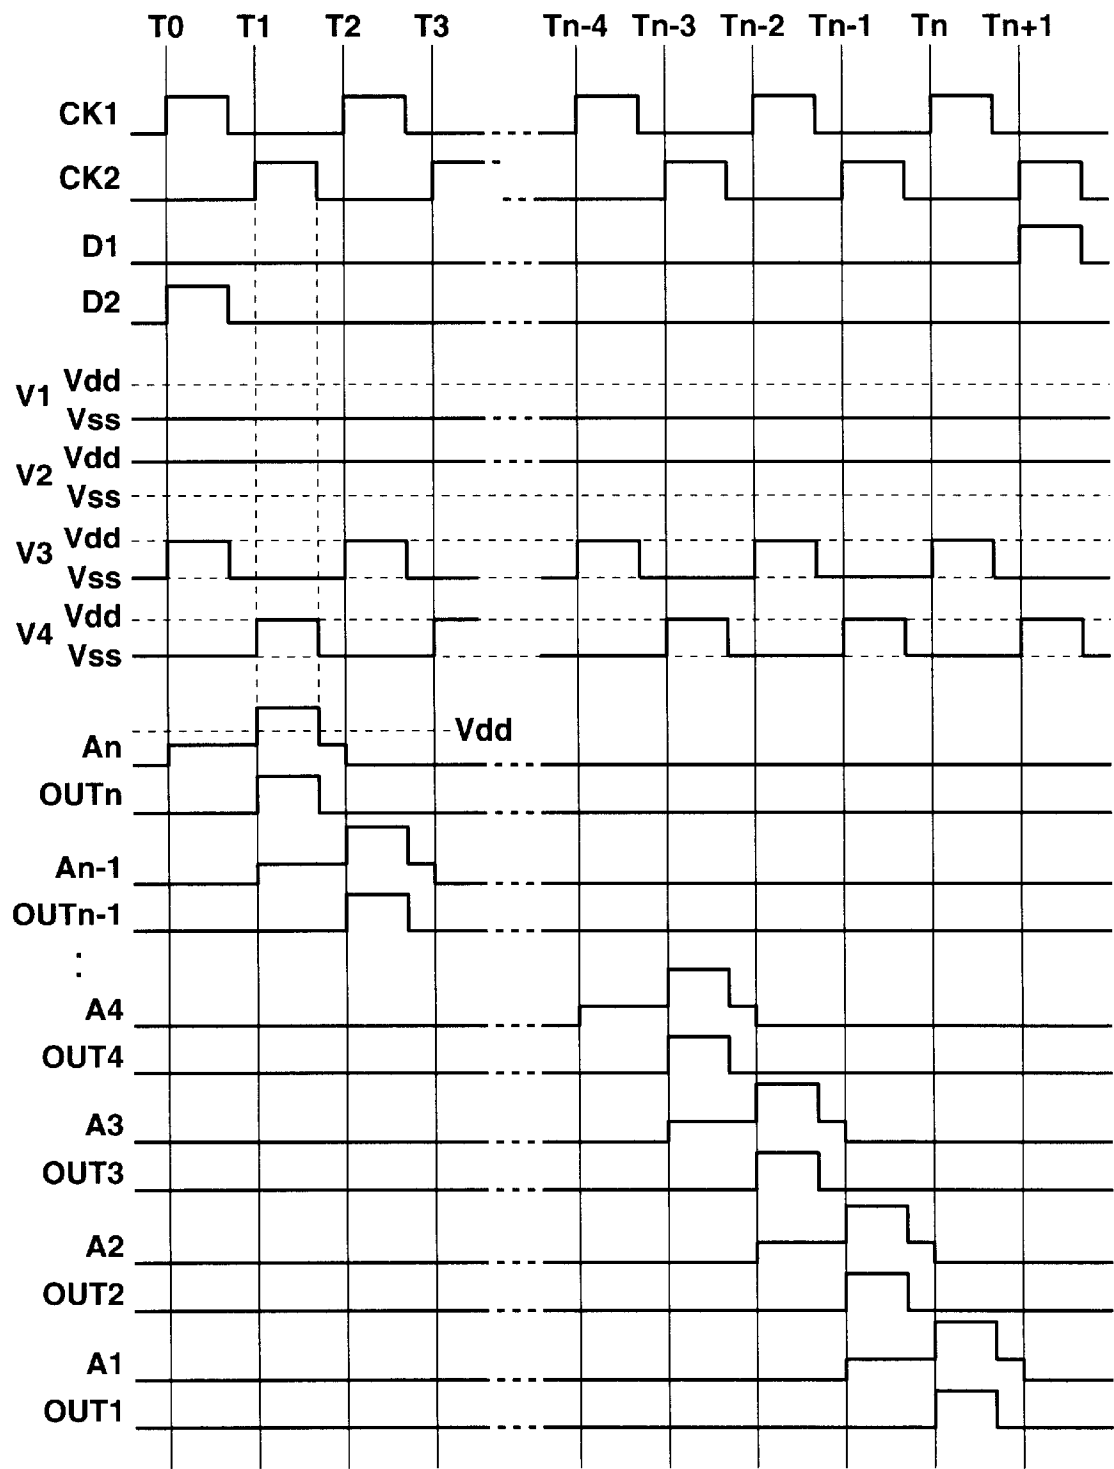 T0 T1 T2 T3 Tn-4 Tn-3 Tn-2 Tn-1 Tn Tn+1
CK1
CK2
D1
D2
V1 Vdd
Vss
V2 Vdd
Vss
V3 Vdd
Vss
V4 Vdd
Vss
Vdd
An
OUTn
An-1
OUTn-1
:
A4
OUT4
A3
OUT3
A2
OUT2
A1
OUT1